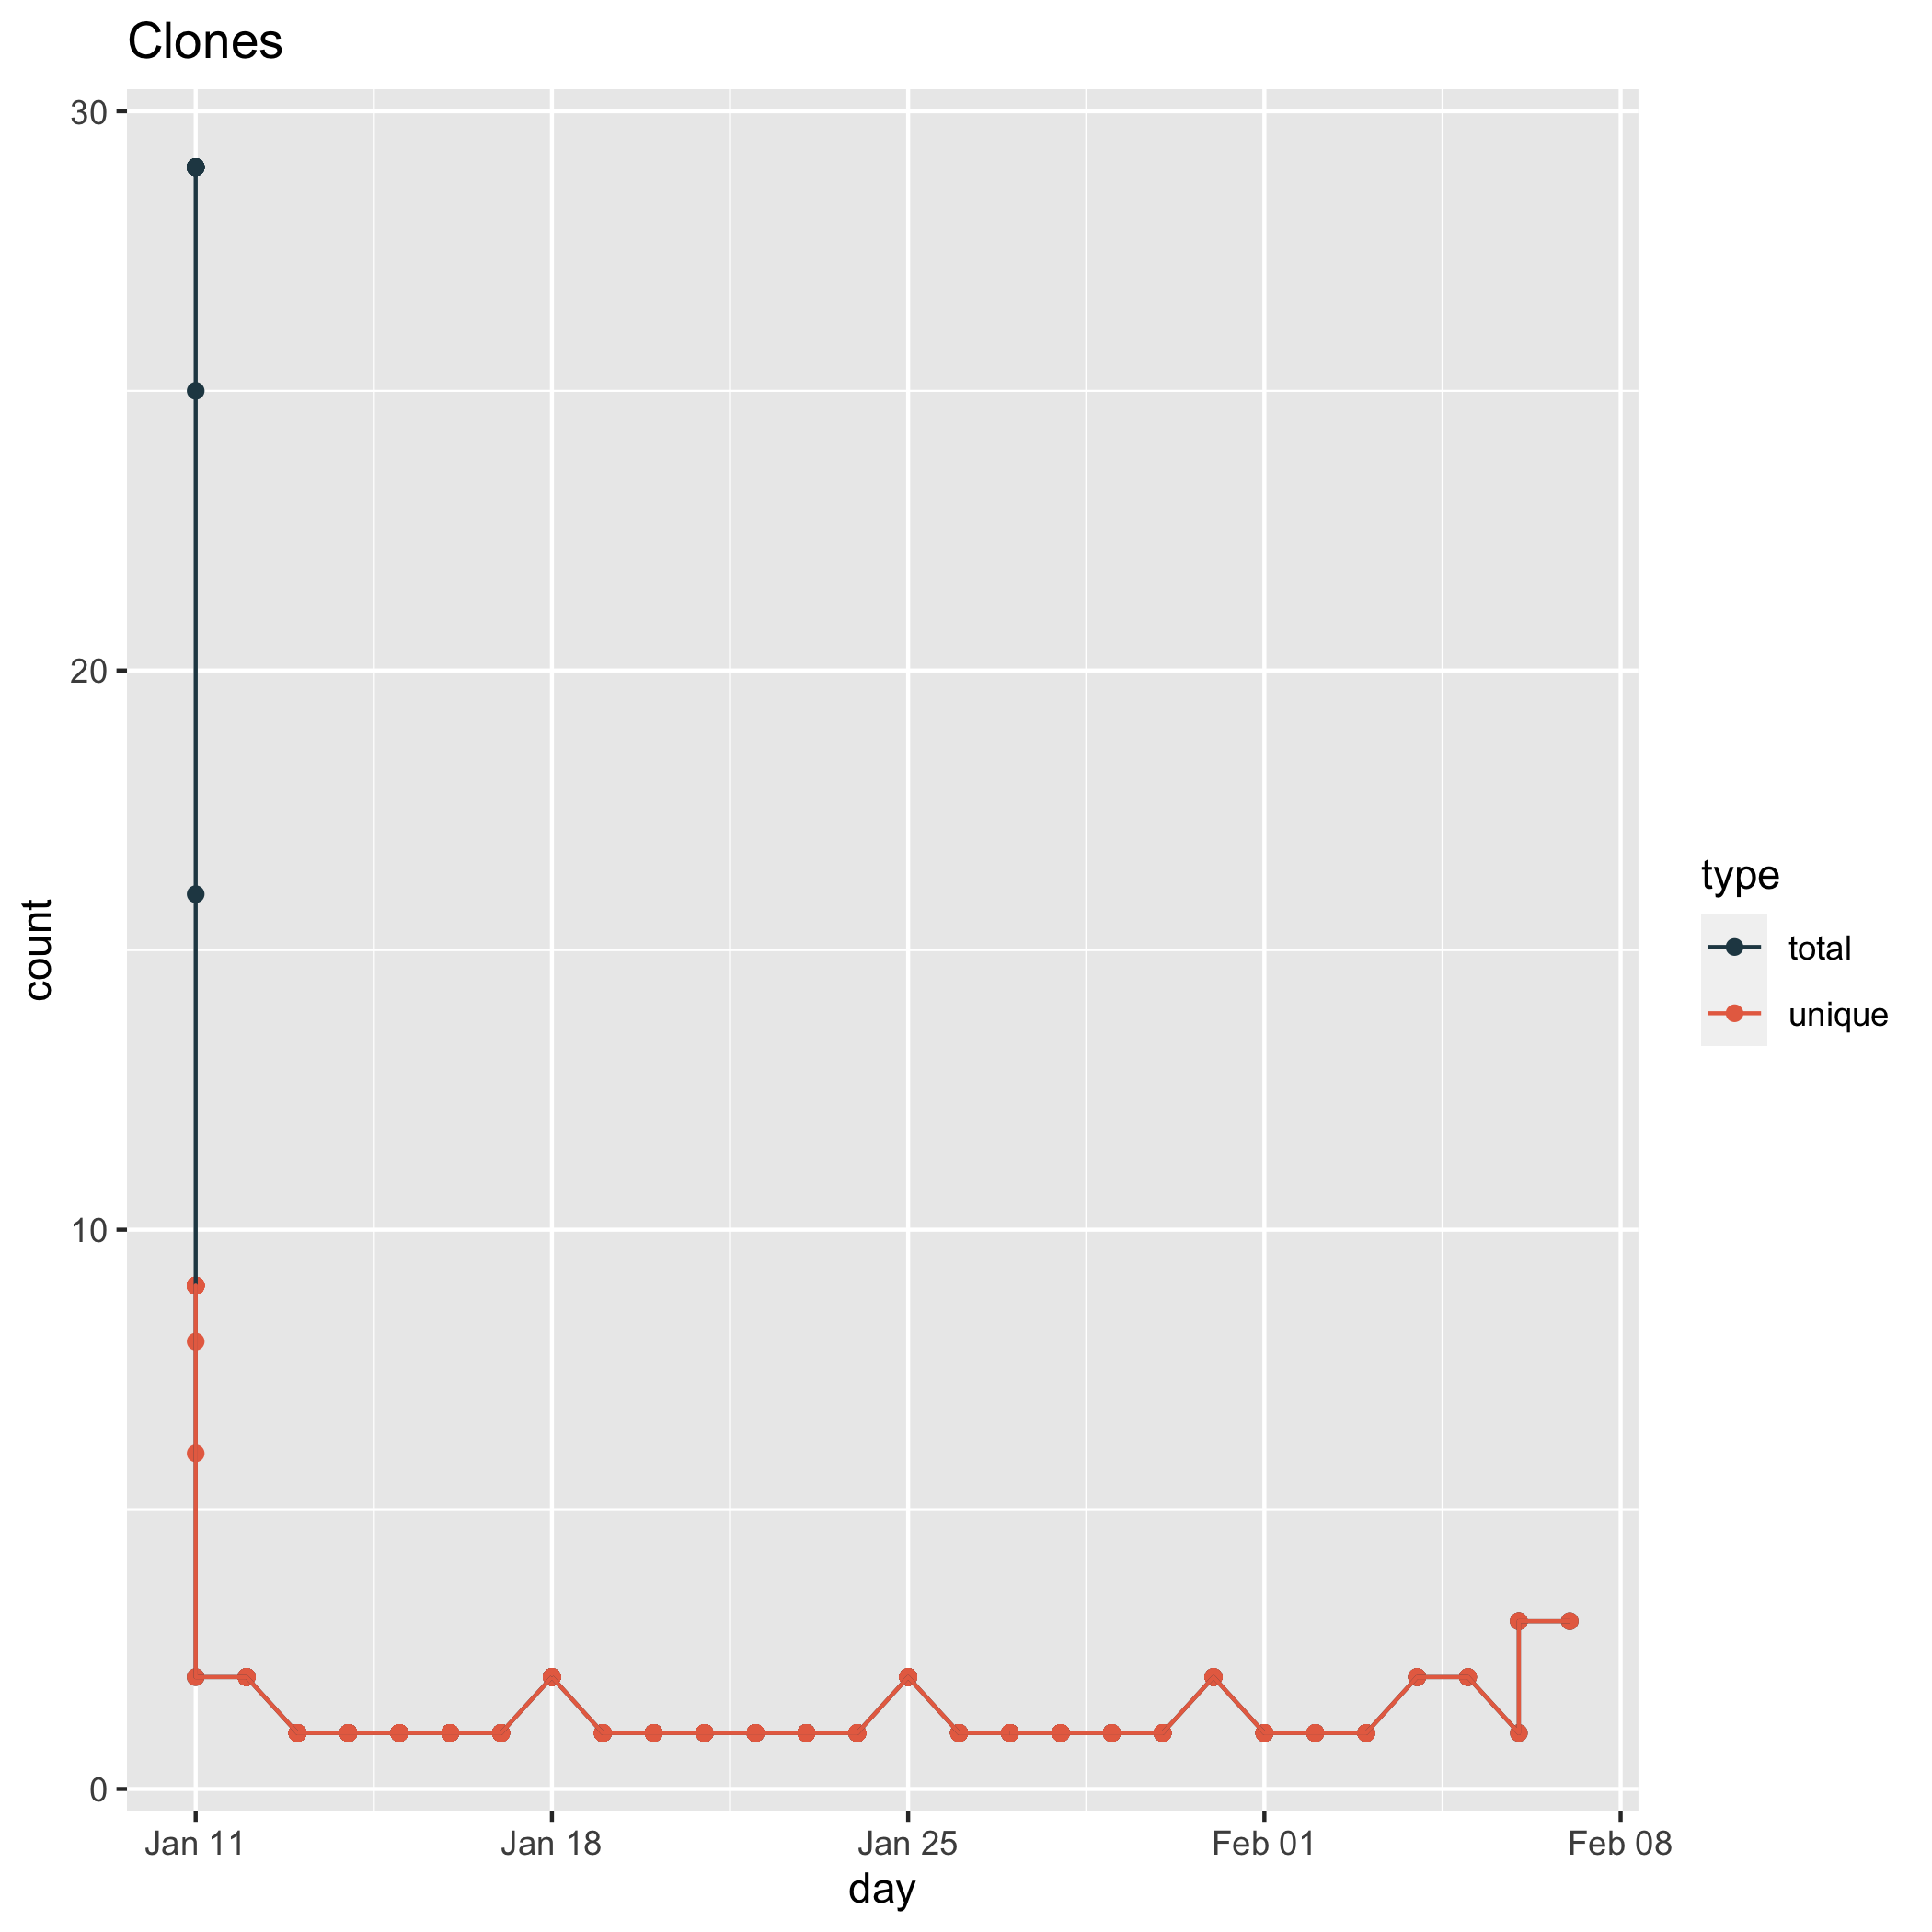 Clones
30
20
10
0
count
Jan 11
Jan 18
Jan 25
Feb 01
Feb 08
day
type
total
unique